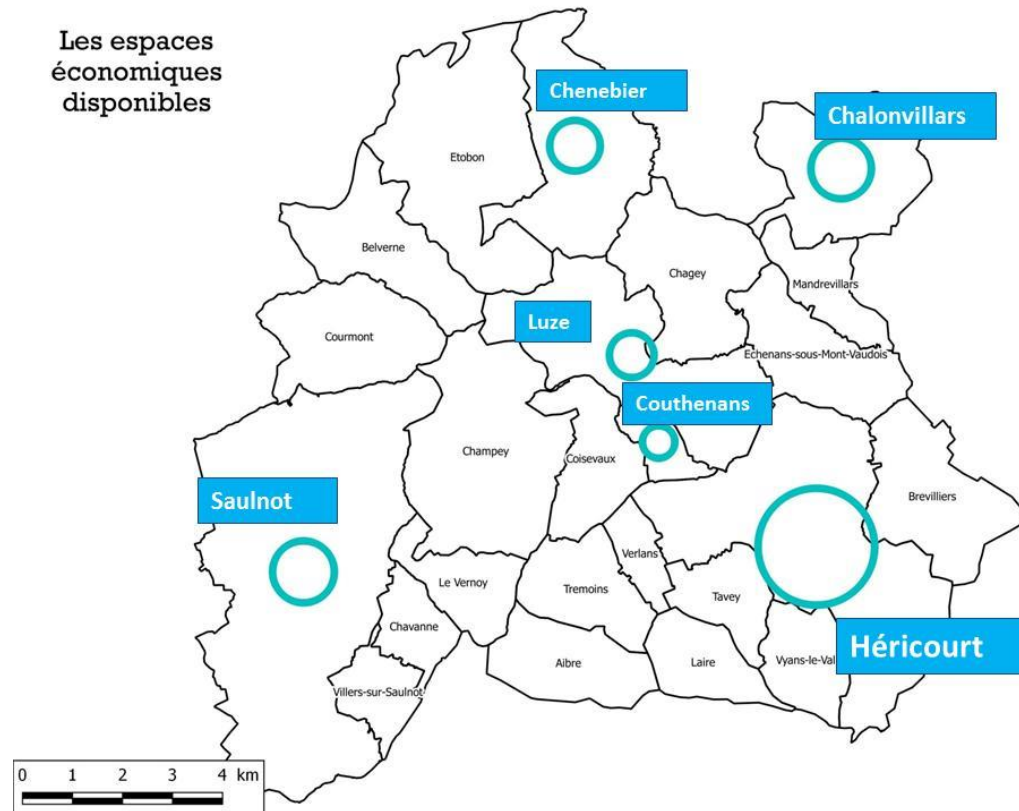 Les espaces
économiques
disponibles
Chenebier
Chalonvillars
Etobon
Belverne
Chagey
Mandrevillars
Courmont
Luze
Echenans-sous-Mont-Vaudois
Couthenans
Champey
Coisevaux
Saulnot
Brevilliers
Verlans
Le Vernoy
Tremoins
Tavey
Chavanne
Héricourt
Vyans-le-Val
Aibre
Laire
Villers-sur-Saulnot
0 1 2 3 4 km